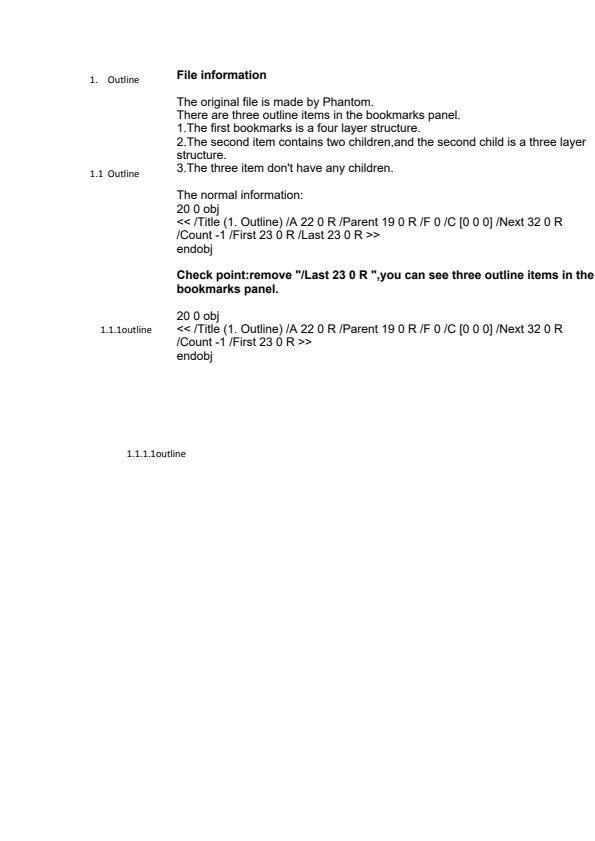 1. Outline
File information
The original file is made by Phantom.
There are three outline items in the bookmarks panel.
1.The first bookmarks is a four layer structure.
2.The second item contains two children,and the second child is a three layer
structure.
3.The three item don't have any children.
1.1 Outline
The normal information:
20 0 obj
<< /Title (1. Outline) /A 22 0 R /Parent 19 0 R /F 0 /C [0 0 0] /Next 32 0 R
/Count -1 /First 23 0 R /Last 23 0 R >>
endobj
Check point:remove "/Last 23 0 R ",you can see three outline items in the
bookmarks panel.
20 0 obj
1.1.1outline
<< /Title (1. Outline) /A 22 0 R /Parent 19 0 R /F 0 /C [0 0 0] /Next 32 0 R
/Count -1 /First 23 0 R >>
endobj
1.1.1.1outline